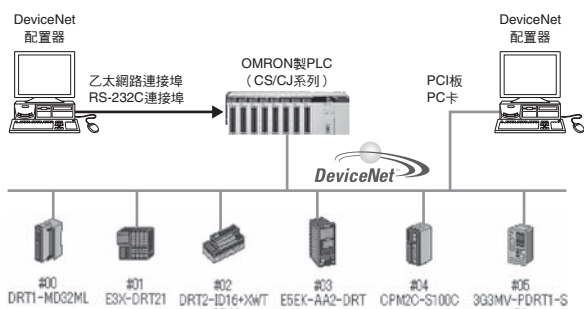 DeviceNet
配置器
DeviceNet
配置器
OMRON製PLC
（CS/CJ系列）
乙太網路連接埠
RS-232C連接埠
PCI板
PC卡
DeviceNet
#00
DRT1-MD32ML
#01
E3X-DRT21
#02
DRT2-ID16+XWT
#03
E5EK-AA2-DRT
#04
CPM2C-S100C
#05
3G3MV-PDRT1-S